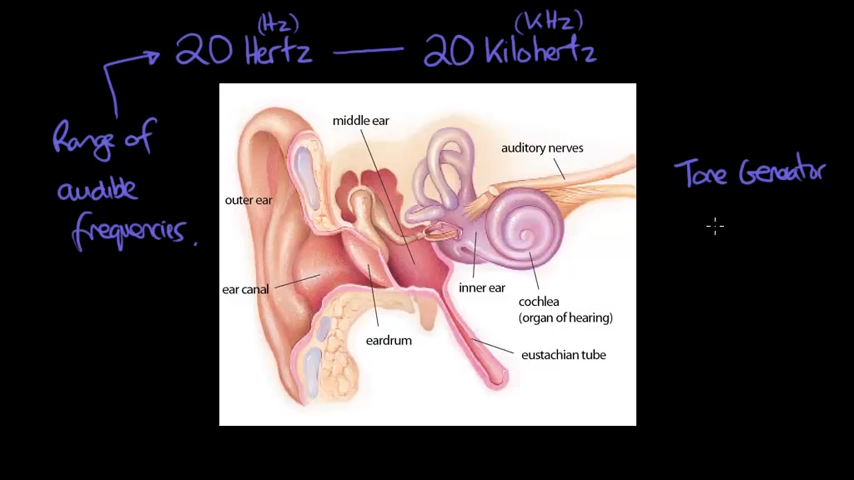 (Hz) (KHz)
20 Hertz — 20 Kilohertz
Range of
audible
frequencies.
middle ear
auditory nerves
outer ear
ear canal
inner ear
cochlea
(organ of hearing)
eardrum
eustachian tube
Tone Generator